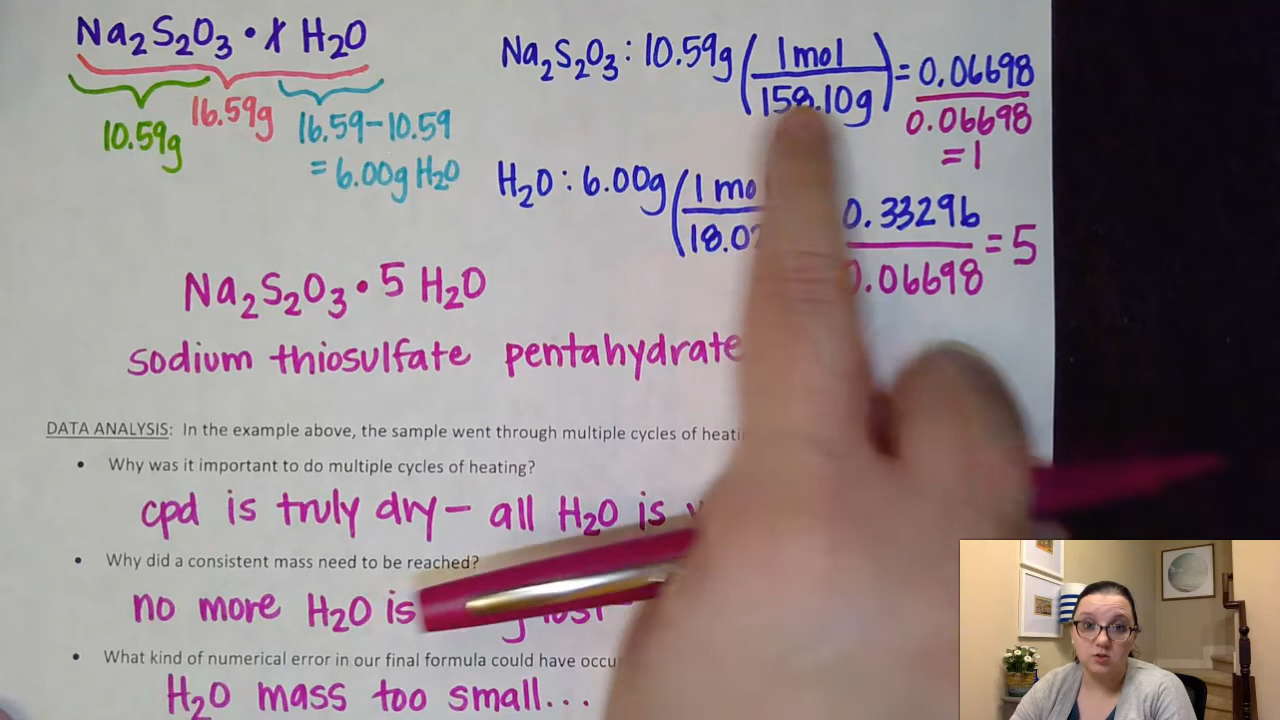 Na₂S₂O₃ • x H₂O
10.59g
16.59g
16.59-10.59
= 6.00g H₂O
Na₂S₂O₃ : 10.59g (1 mol / 158.10g) = 0.06698 / 0.06698
= 1
H₂O : 6.00g (1 / 0.33296 / 0.06698 = 5
Na₂S₂O₃ • 5 H₂O
sodium thiosulfate pentahydrate
DATA ANALYSIS: In the example above, the sample went through multiple cycles of
• Why was it important to do multiple cycles of heating?
cpd is truly dry - all H₂O is
• Why did a consistent mass need to be reached?
no more H₂O is
• What kind of numerical error in our final formula could have
H₂O mass too small...